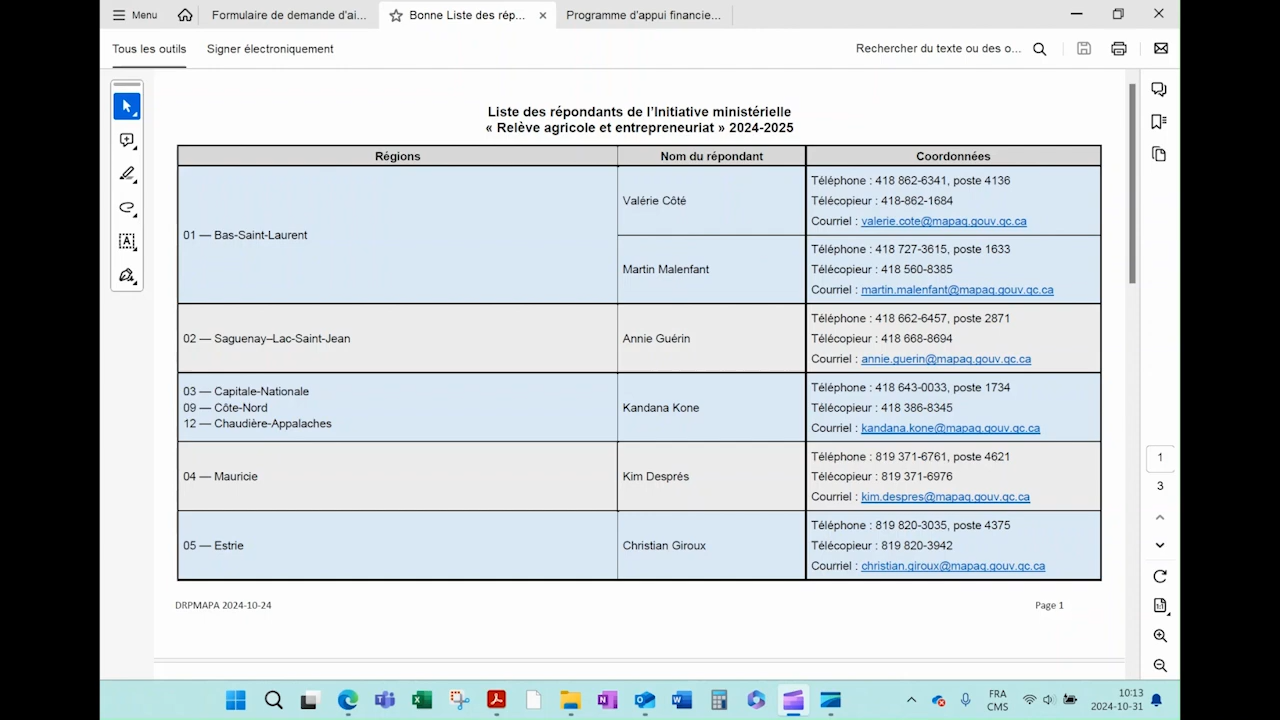 Menu
Formulaire de demande d'ai...
Bonne Liste des rép...
Programme d'appui financie...
Tous les outils
Signer électroniquement
Rechercher du texte ou des o...
Liste des répondants de l'Initiative ministérielle
« Relève agricole et entrepreneuriat » 2024-2025
Régions
Nom du répondant
Coordonnées
01 — Bas-Saint-Laurent
Valérie Côté
Téléphone : 418 862-6341, poste 4136
Télécopieur : 418-862-1684
Courriel : valerie.cote@mapaq.gouv.qc.ca
Martin Malenfant
Téléphone : 418 727-3615, poste 1633
Télécopieur : 418 560-8385
Courriel : martin.malenfant@mapaq.gouv.qc.ca
02 — Saguenay–Lac-Saint-Jean
Annie Guérin
Téléphone : 418 662-6457, poste 2871
Télécopieur : 418 668-8694
Courriel : annie.guerin@mapaq.gouv.qc.ca
03 — Capitale-Nationale
09 — Côte-Nord
12 — Chaudière-Appalaches
Kandana Kone
Téléphone : 418 643-0033, poste 1734
Télécopieur : 418 386-8345
Courriel : kandana.kone@mapaq.gouv.qc.ca
04 — Mauricie
Kim Després
Téléphone : 819 371-6761, poste 4621
Télécopieur : 819 371-6976
Courriel : kim.despres@mapaq.gouv.qc.ca
05 — Estrie
Christian Giroux
Téléphone : 819 820-3035, poste 4375
Télécopieur : 819 820-3942
Courriel : christian.giroux@mapaq.gouv.qc.ca
DRPMAPA 2024-10-24
Page 1
1
3
FRA
CMS
10:13
2024-10-31